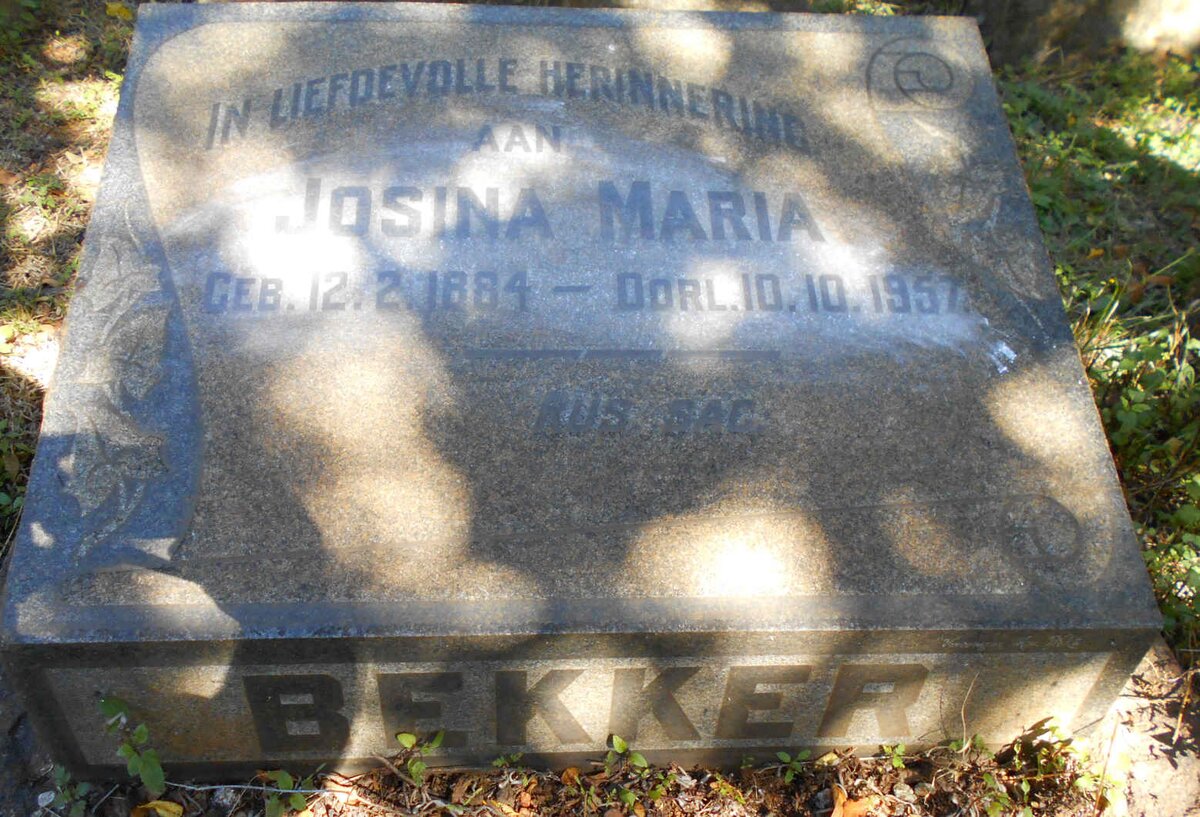 IN LIEFDEVOLLE HERINNERING
AAN
JOSINA MARIA
GEB. 12. 2. 1884 — OORL. 10. 10. 1957
RUS SAG.
BEKKER